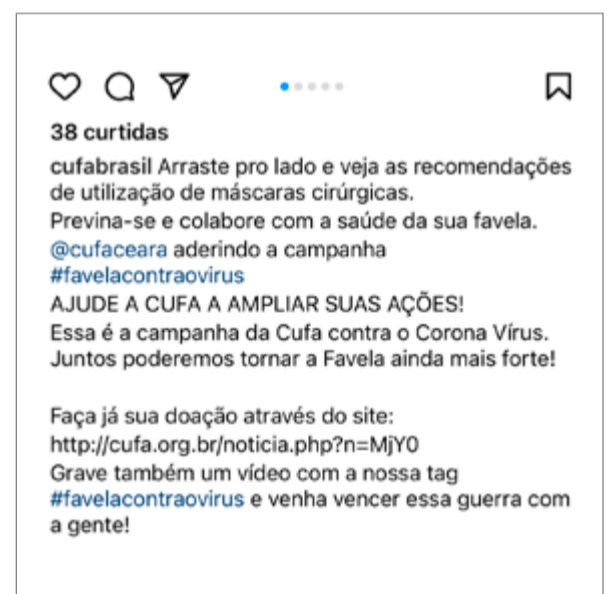 38 curtidas
cufabrasil Arraste pro lado e veja as recomendações
de utilização de máscaras cirúrgicas.
Previna-se e colabore com a saúde da sua favela.
@cufaceara aderindo a campanha
#favelacontraovirus
AJUDE A CUFA A AMPLIAR SUAS AÇÕES!
Essa é a campanha da Cufa contra o Corona Vírus.
Juntos poderemos tornar a Favela ainda mais forte!
Faça já sua doação através do site:
http://cufa.org.br/noticia.php?n=MjY0
Grave também um vídeo com a nossa tag
#favelacontraovirus e venha vencer essa guerra com
a gente!